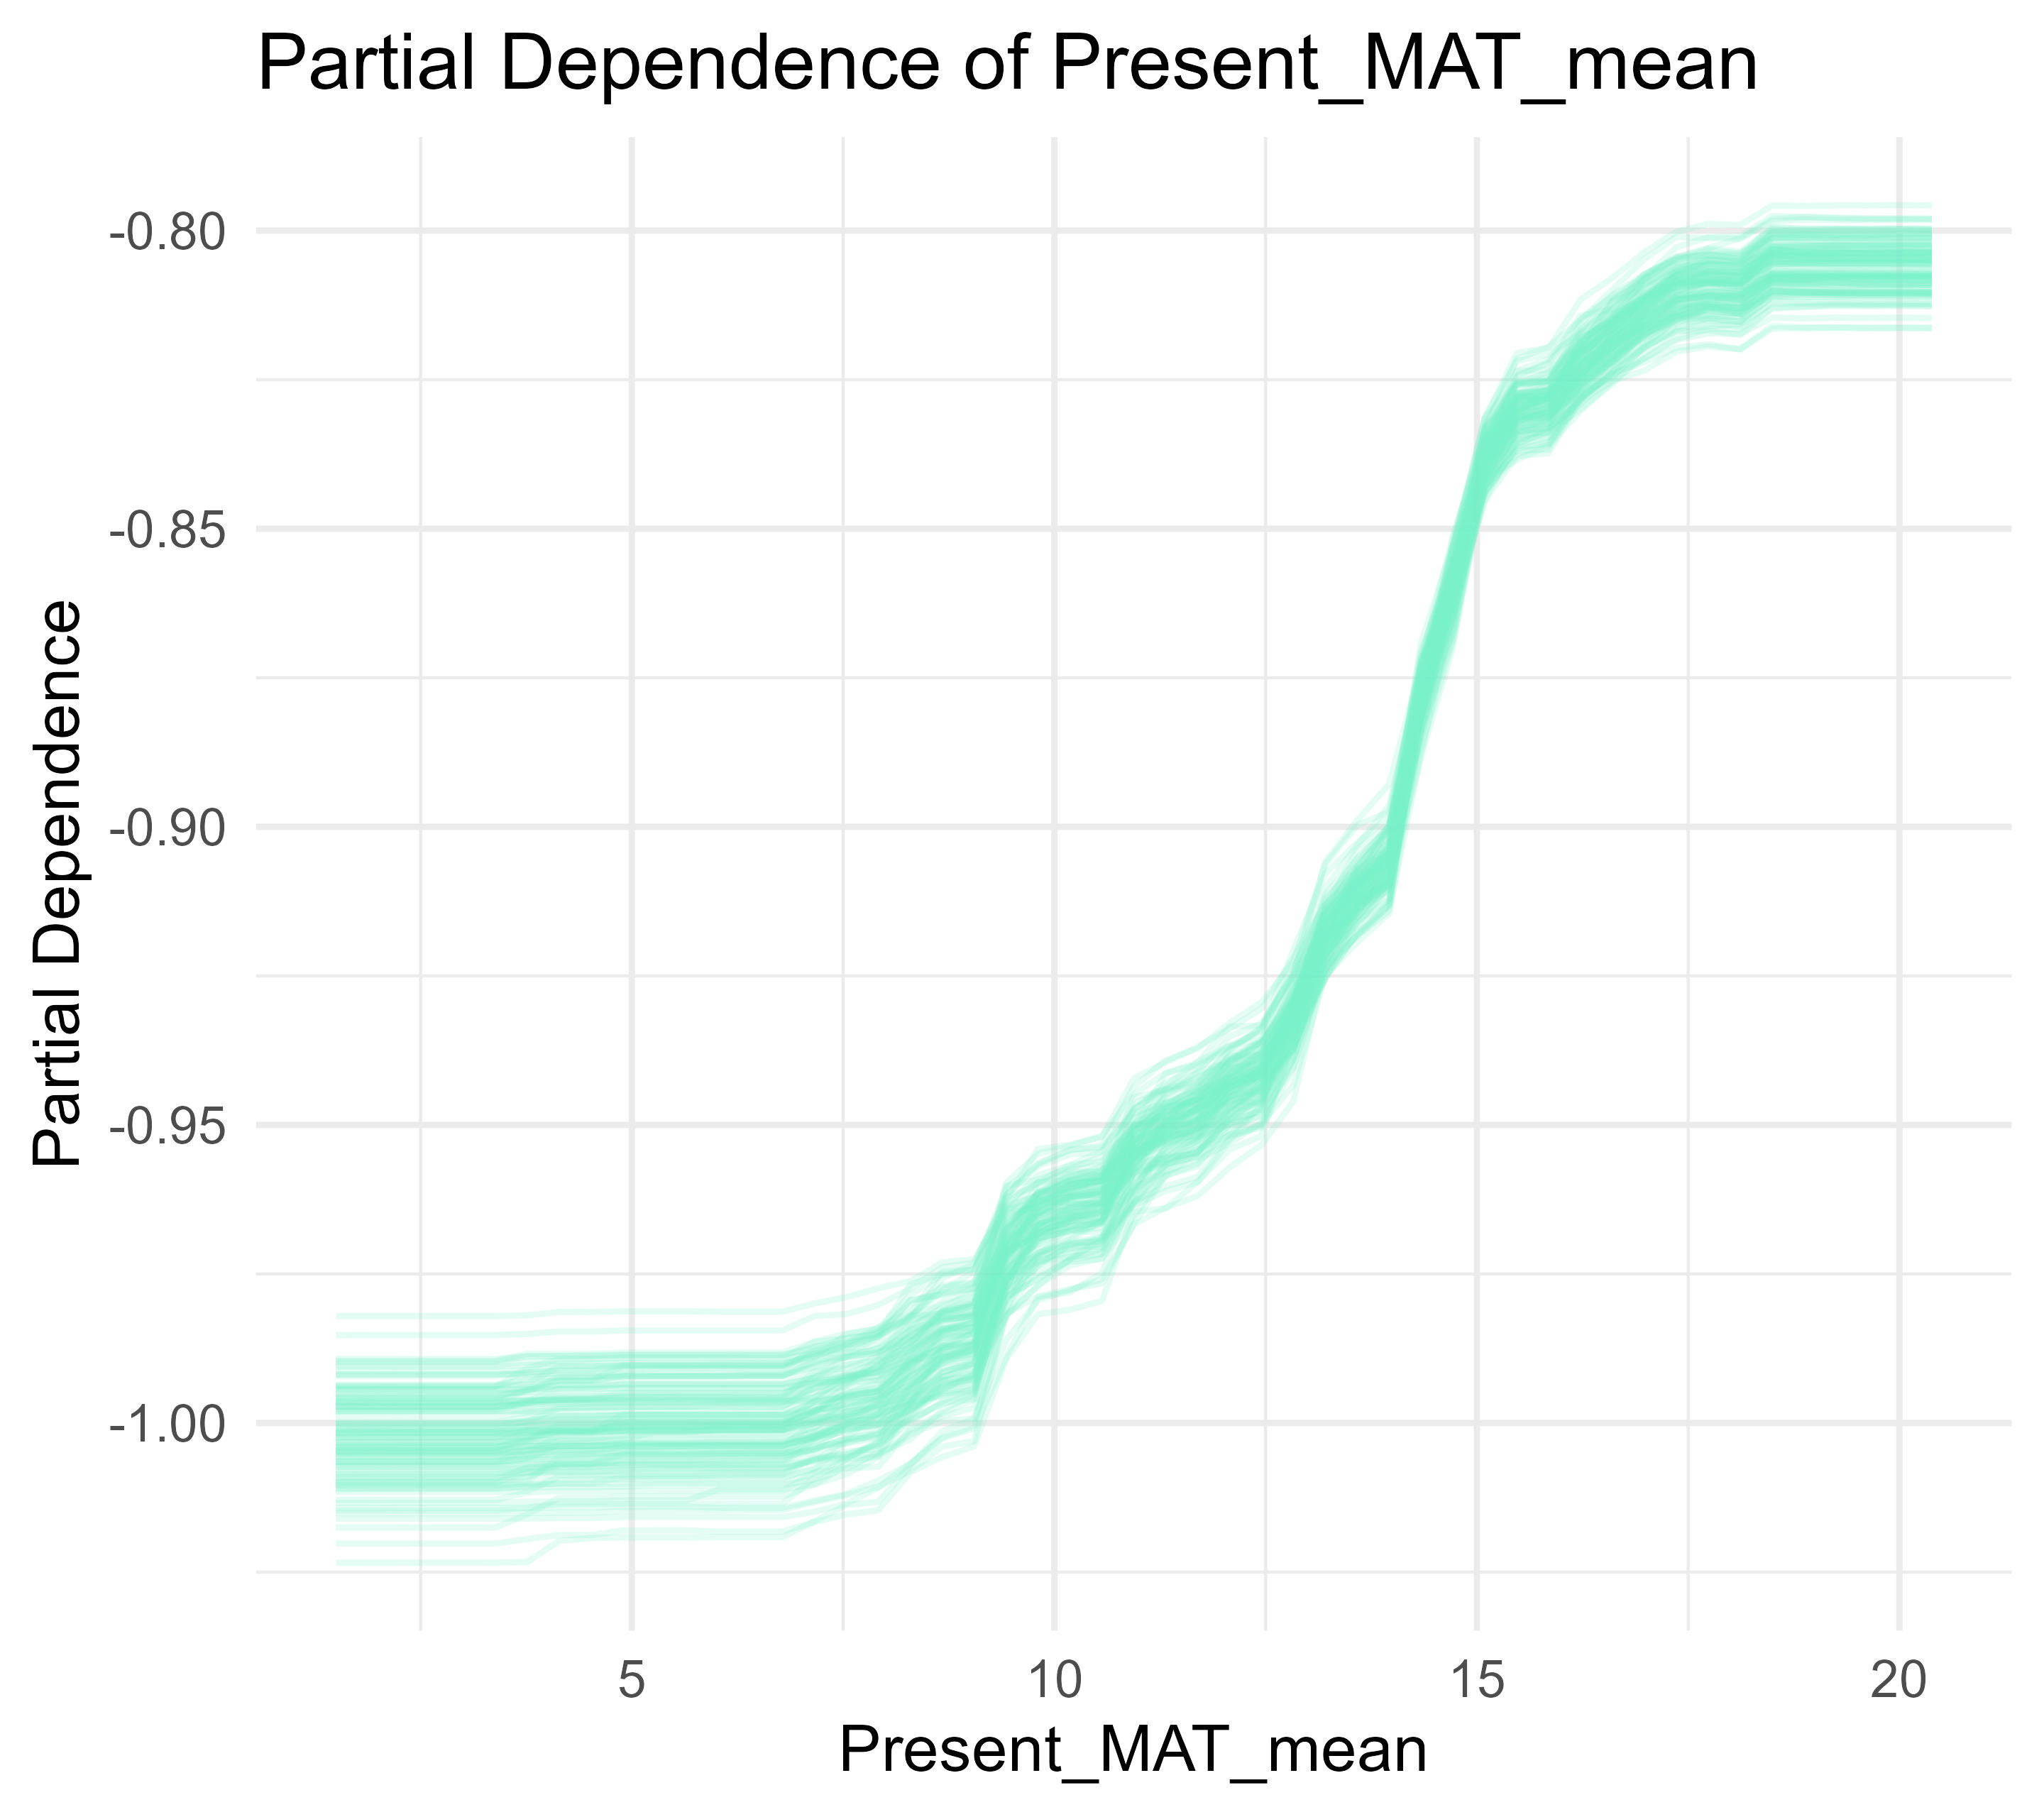 Partial Dependence of Present_MAT_mean
Partial Dependence
-0.80
-0.85
-0.90
-0.95
-1.00
5 10 15 20
Present_MAT_mean